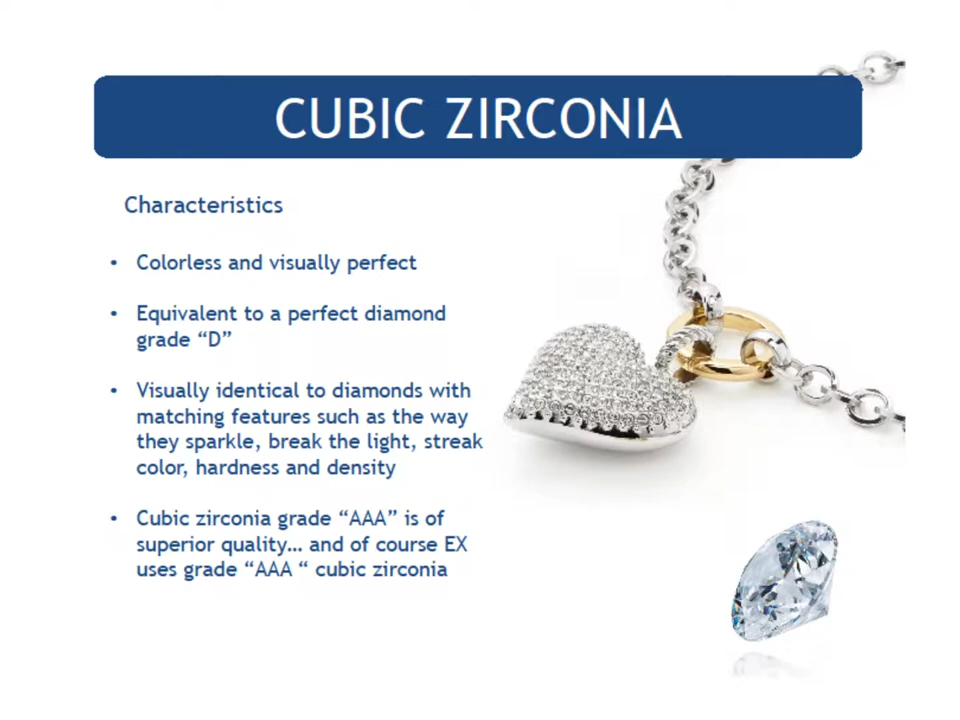 CUBIC ZIRCONIA
Characteristics
• Colorless and visually perfect
• Equivalent to a perfect diamond
grade “D”
• Visually identical to diamonds with
matching features such as the way
they sparkle, break the light, streak
color, hardness and density
• Cubic zirconia grade “AAA” is of
superior quality… and of course EX
uses grade “AAA “ cubic zirconia